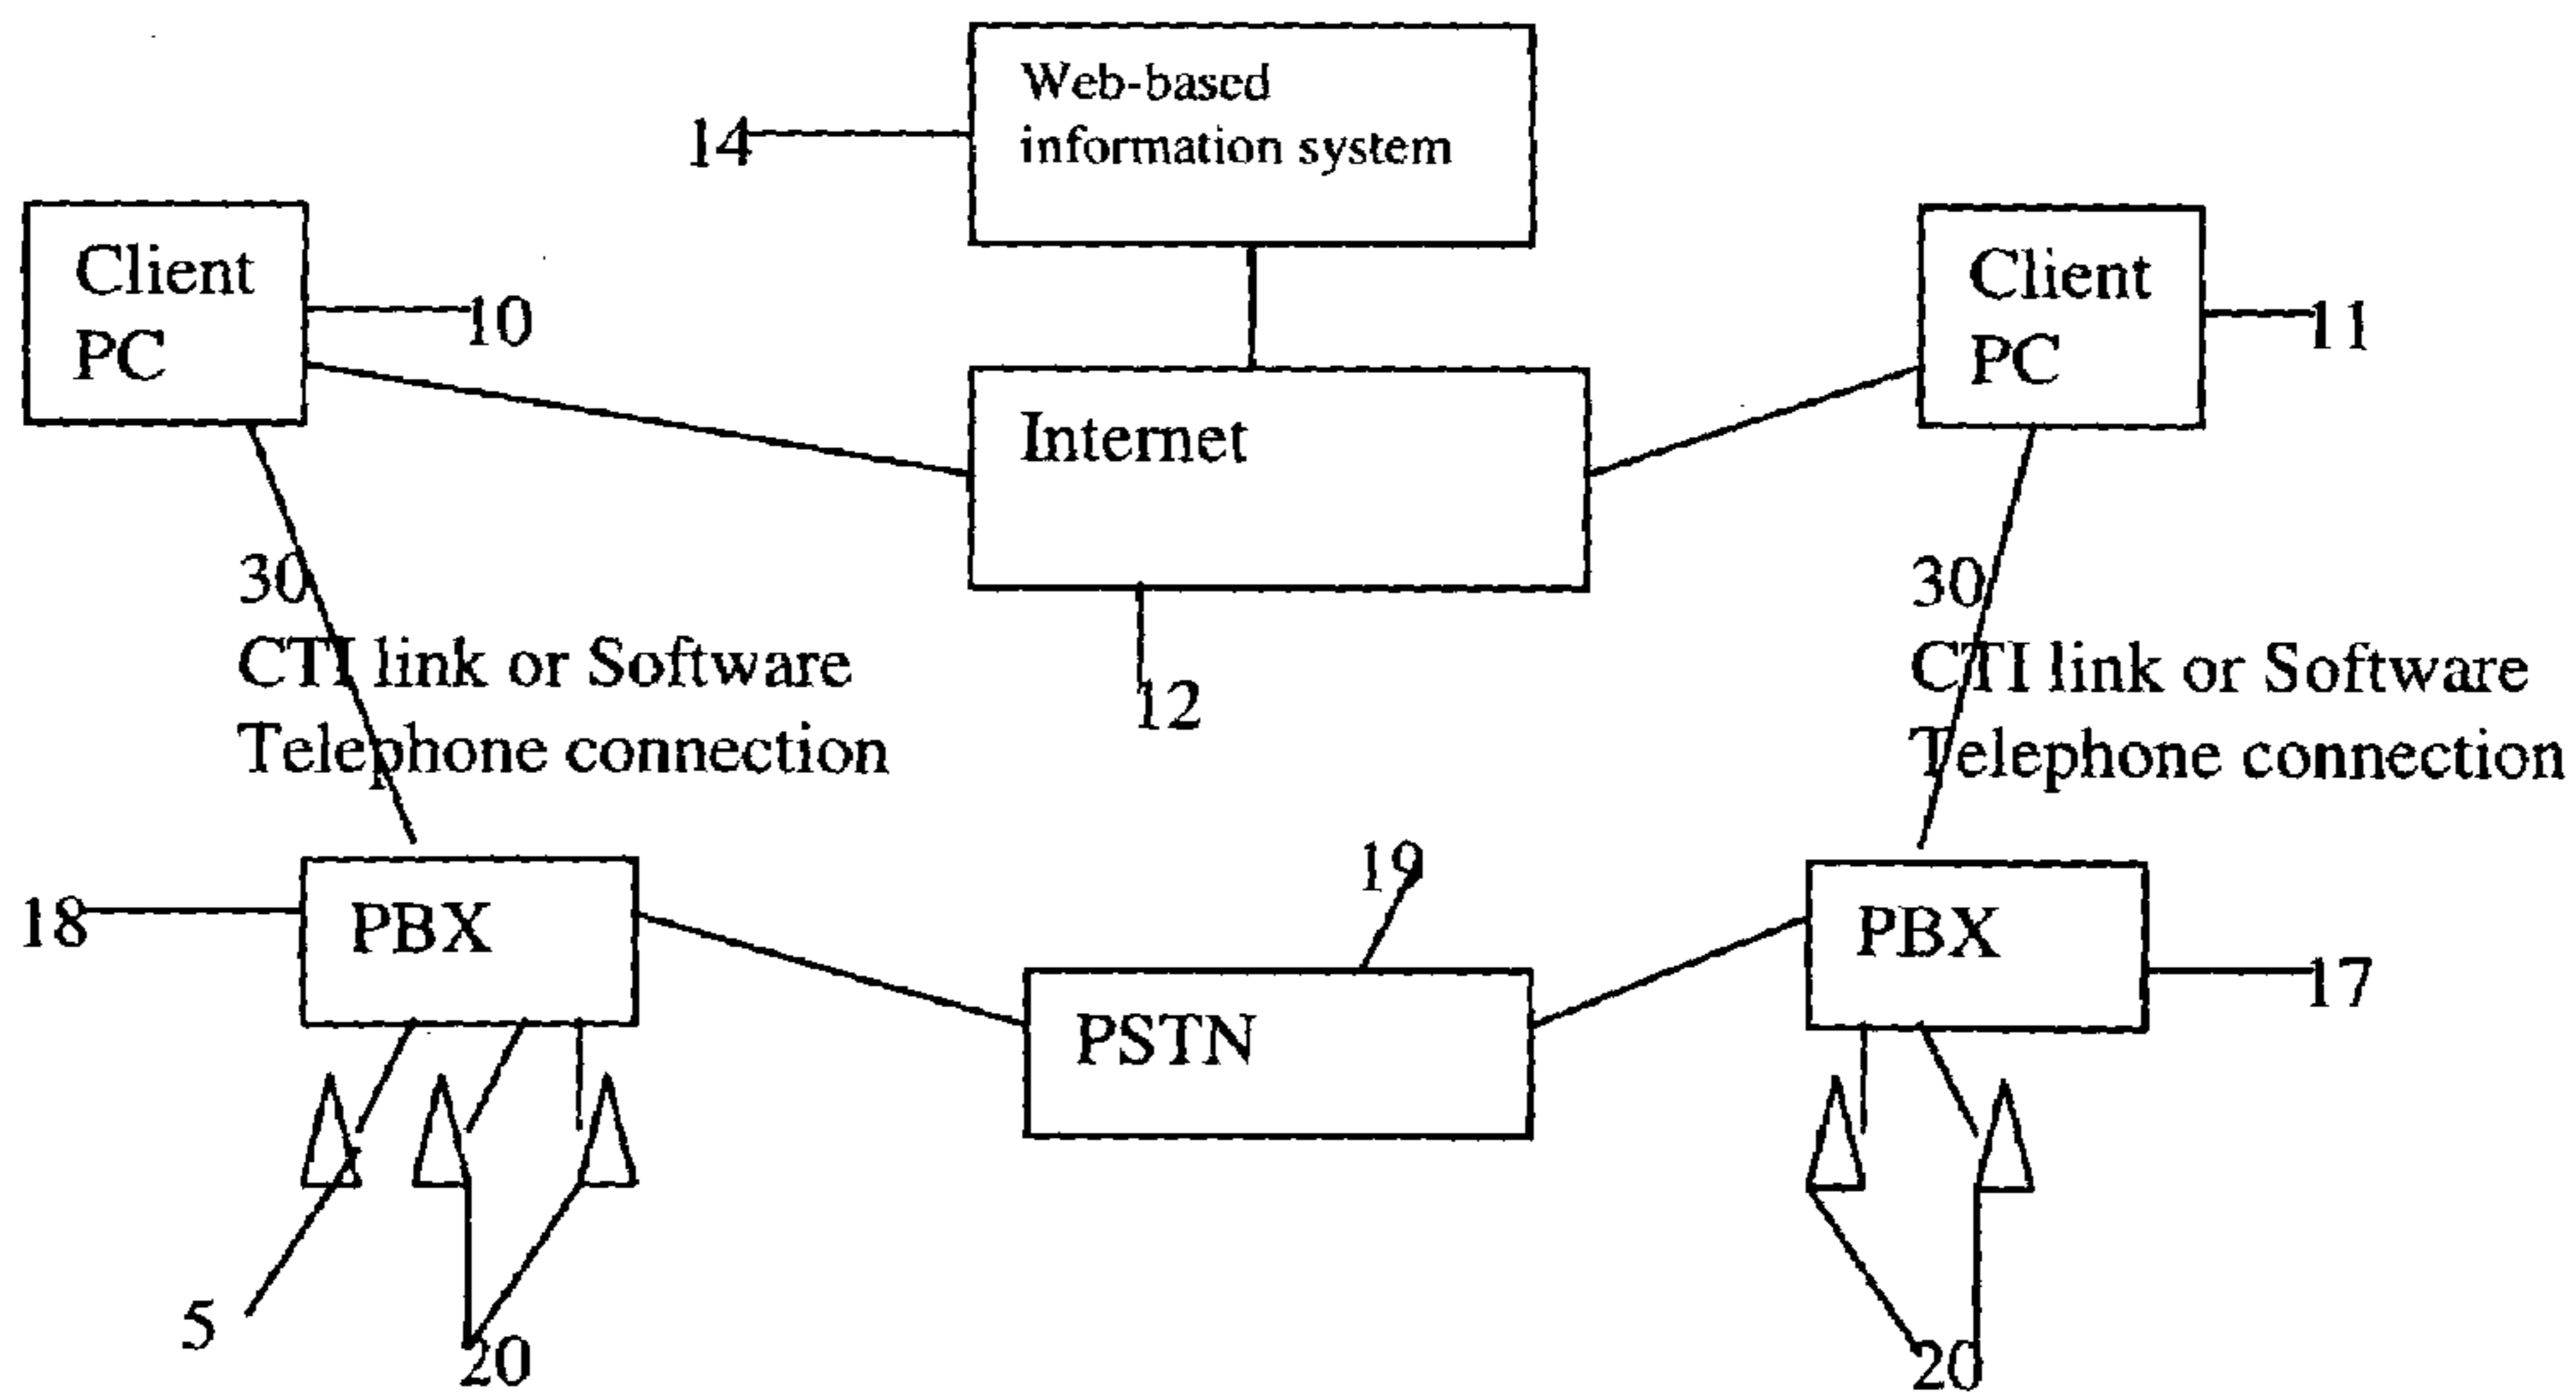 Web-based
information system
14
Client
PC
10
Client
PC
11
Internet
12
30
CTI link or Software
Telephone connection
30
CTI link or Software
Telephone connection
18
PBX
19
PSTN
PBX
17
5
20
20